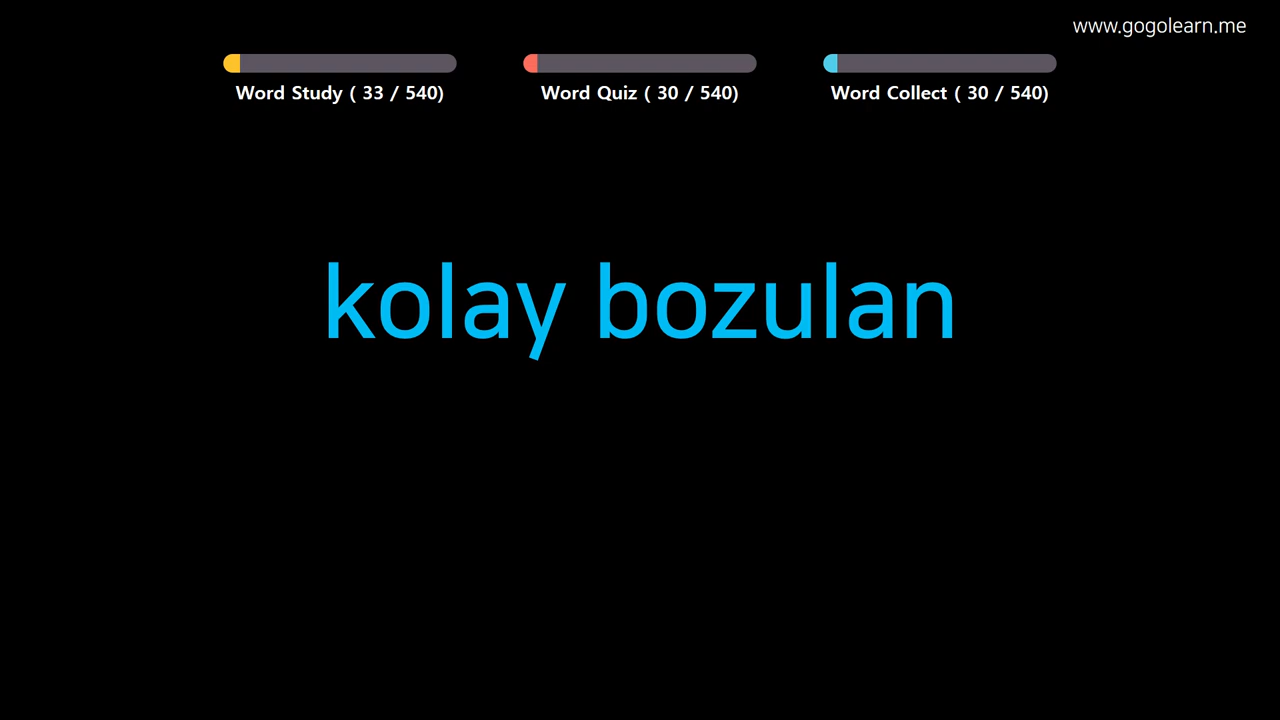 www.gogolearn.me
Word Study ( 33 / 540)
Word Quiz ( 30 / 540)
Word Collect ( 30 / 540)
kolay bozulan